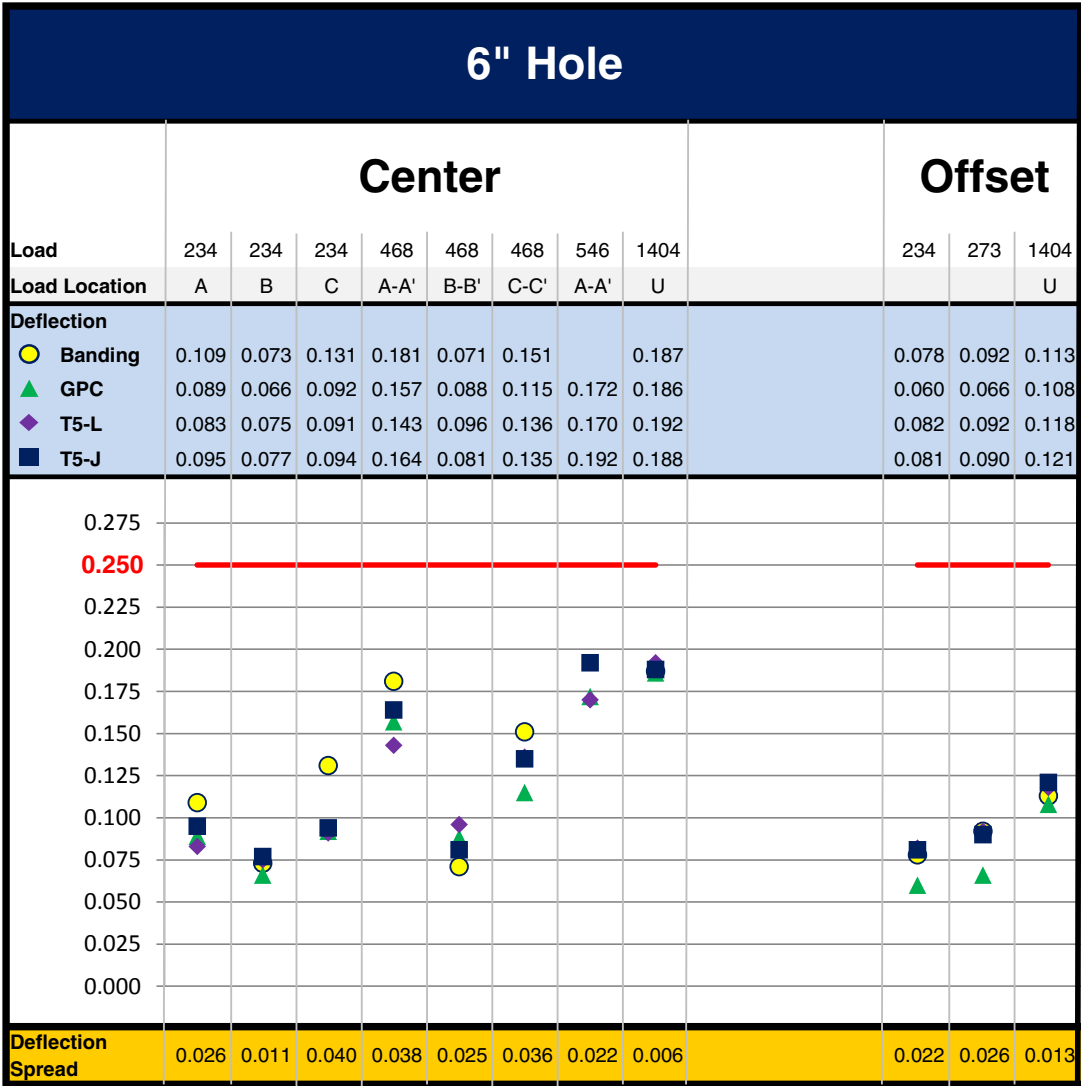 6" Hole
Center Offset
Load 234 234 234 468 468 468 546 1404 234 273 1404
Load Location A B C A-A' B-B' C-C' A-A' U U
Deflection
Banding 0.109 0.073 0.131 0.181 0.071 0.151 0.187 0.078 0.092 0.113
GPC 0.089 0.066 0.092 0.157 0.088 0.115 0.172 0.186 0.060 0.066 0.108
T5-L 0.083 0.075 0.091 0.143 0.096 0.136 0.170 0.192 0.082 0.092 0.118
T5-J 0.095 0.077 0.094 0.164 0.081 0.135 0.192 0.188 0.081 0.090 0.121
0.275
0.250
0.225
0.200
0.175
0.150
0.125
0.100
0.075
0.050
0.025
0.000
Deflection
Spread 0.026 0.011 0.040 0.038 0.025 0.036 0.022 0.006 0.022 0.026 0.013